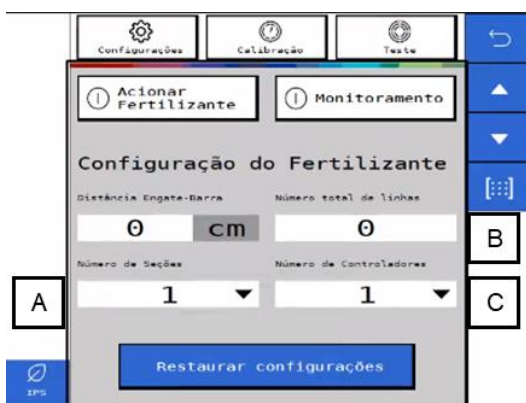 Configurações
Calibração
Teste
Acionar
Fertilizante
Monitoramento
Configuração do Fertilizante
Distância Engate-Barra
Número total de linhas
0 cm
0
B
Número de Seções
Número de Controladores
A
1
1
C
Restaurar configurações
IPS